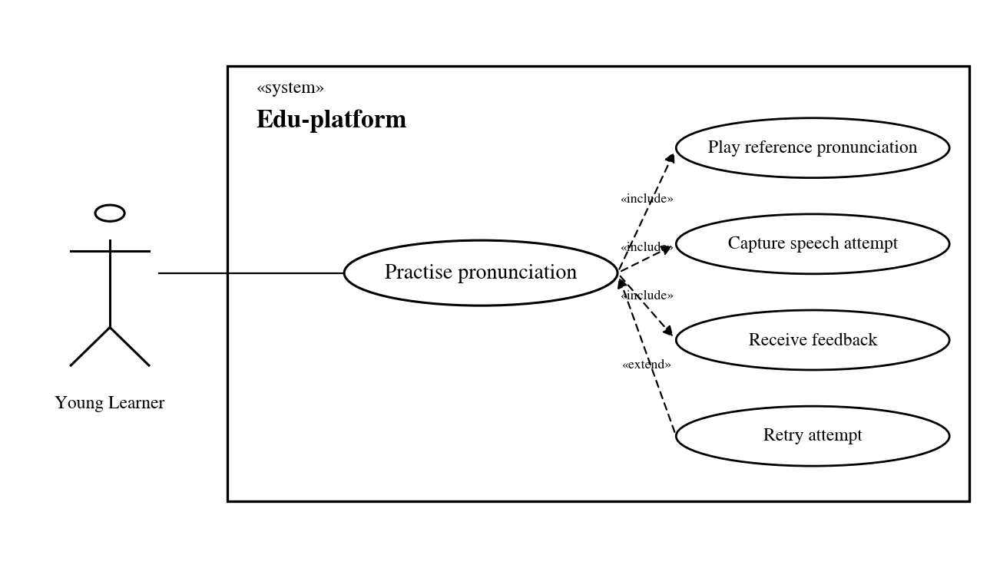 «system»
Edu-platform
Play reference pronunciation
«include»
Capture speech attempt
«include»
Practise pronunciation
«include»
Receive feedback
«extend»
Young Learner
Retry attempt